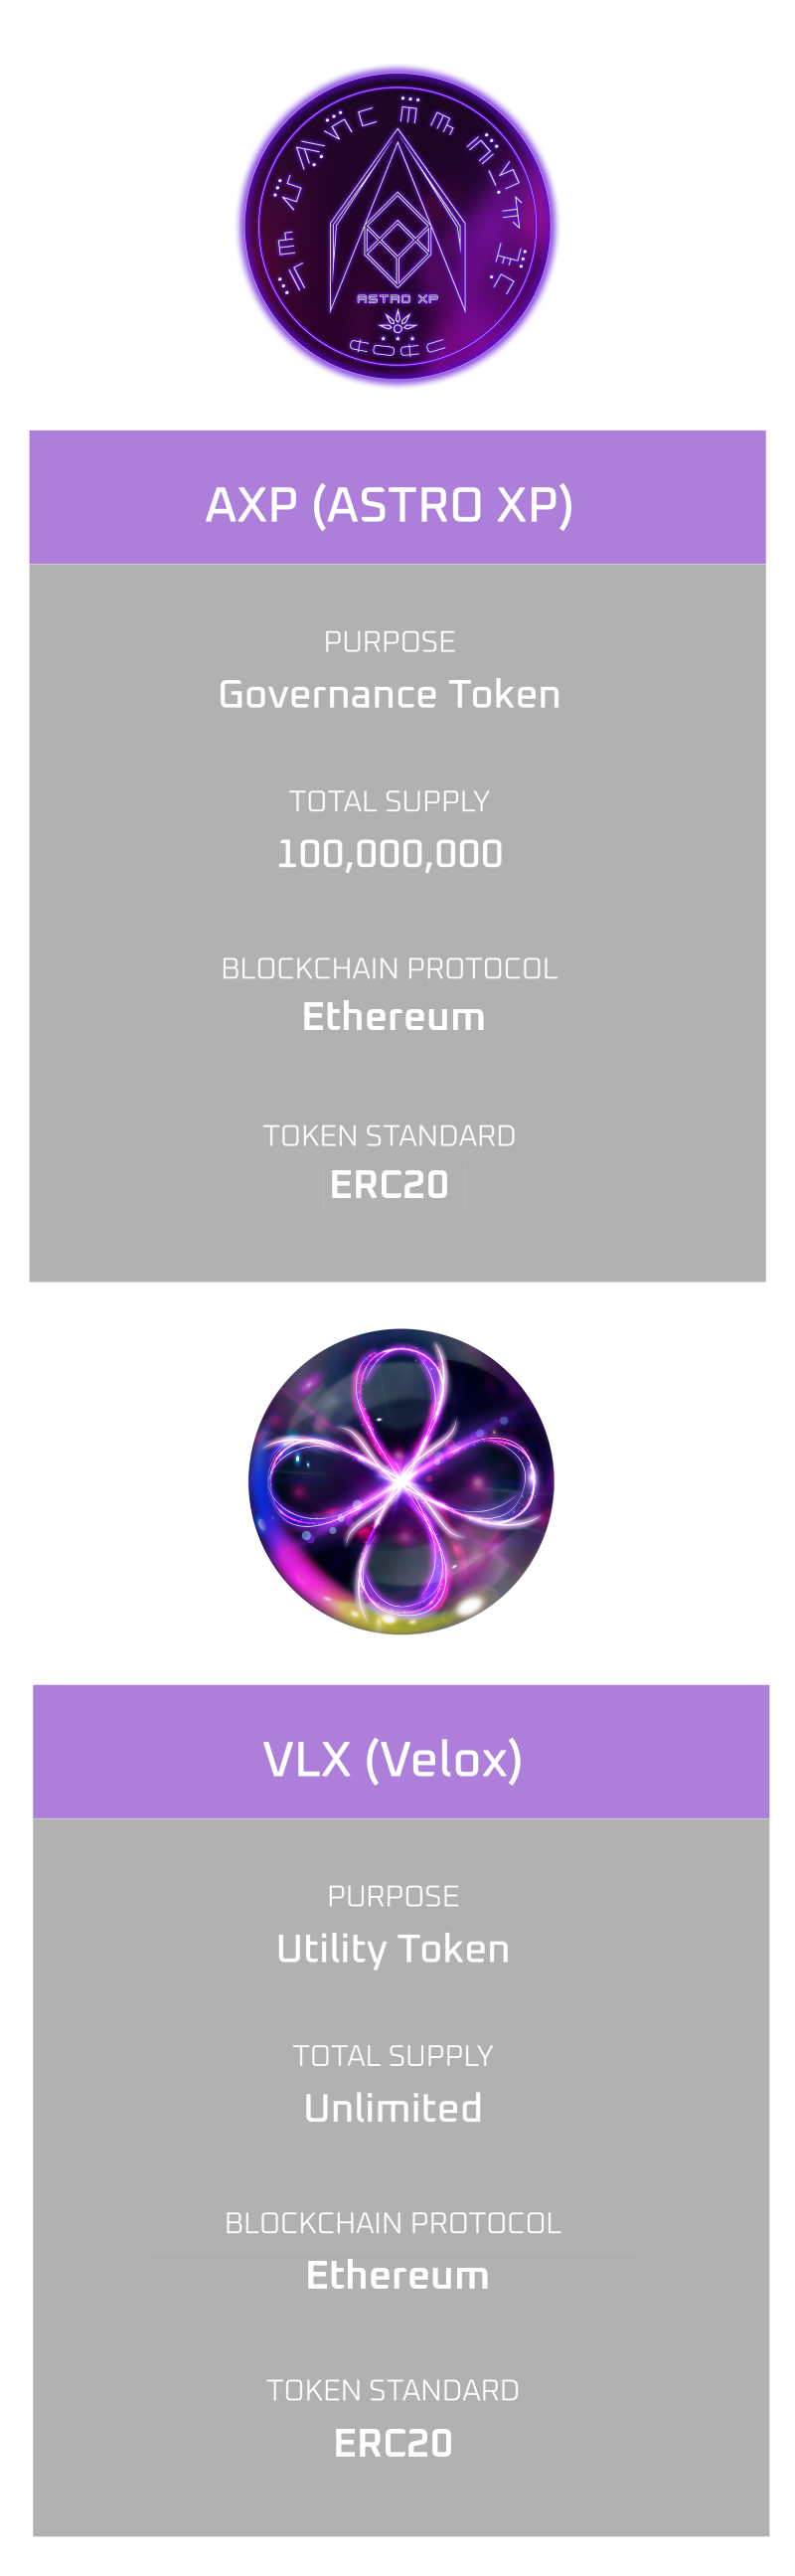 ASTRO XP
AXP (ASTRO XP)
PURPOSE
Governance Token
TOTAL SUPPLY
100,000,000
BLOCKCHAIN PROTOCOL
Ethereum
TOKEN STANDARD
ERC20
VLX (Velox)
PURPOSE
Utility Token
TOTAL SUPPLY
Unlimited
BLOCKCHAIN PROTOCOL
Ethereum
TOKEN STANDARD
ERC20